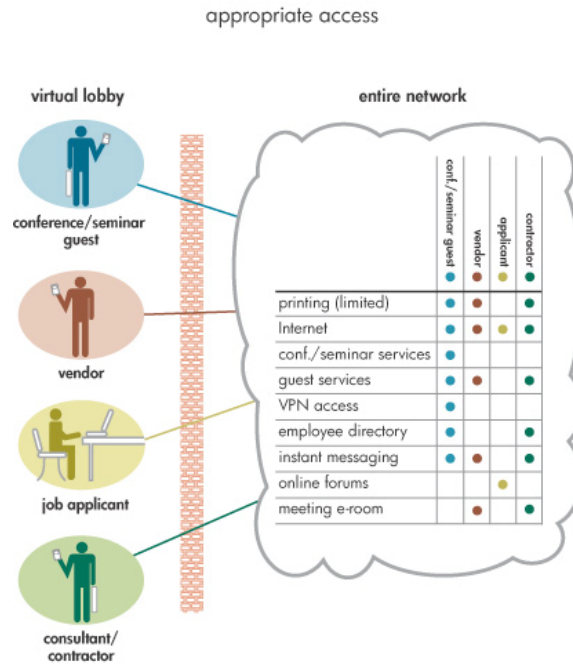 appropriate access
virtual lobby
entire network
conference/seminar
guest
vendor
job applicant
consultant/
contractor
conf./seminar guest
vendor
applicant
contractor
printing (limited)
Internet
conf./seminar services
guest services
VPN access
employee directory
instant messaging
online forums
meeting e-room